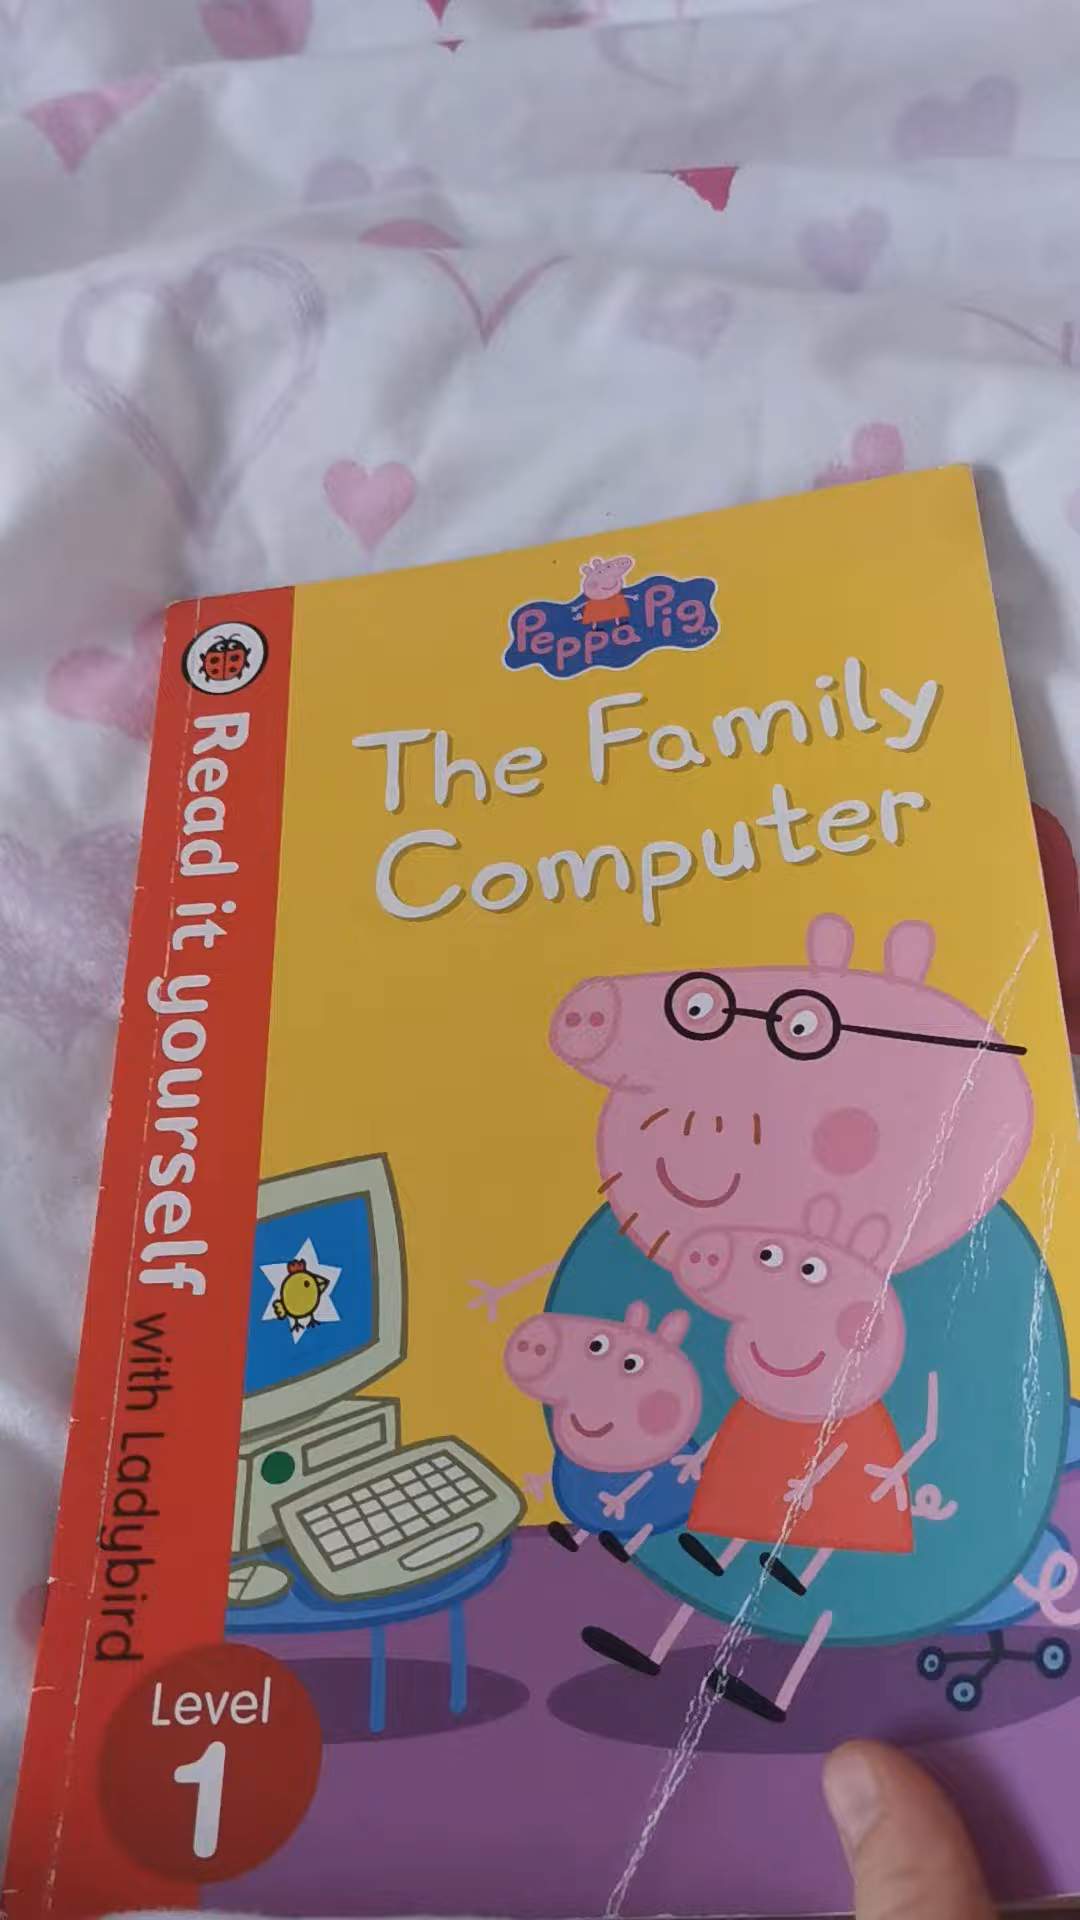 Peppa Pig
The Family
Computer
Read it yourself with Ladybird
Level
1